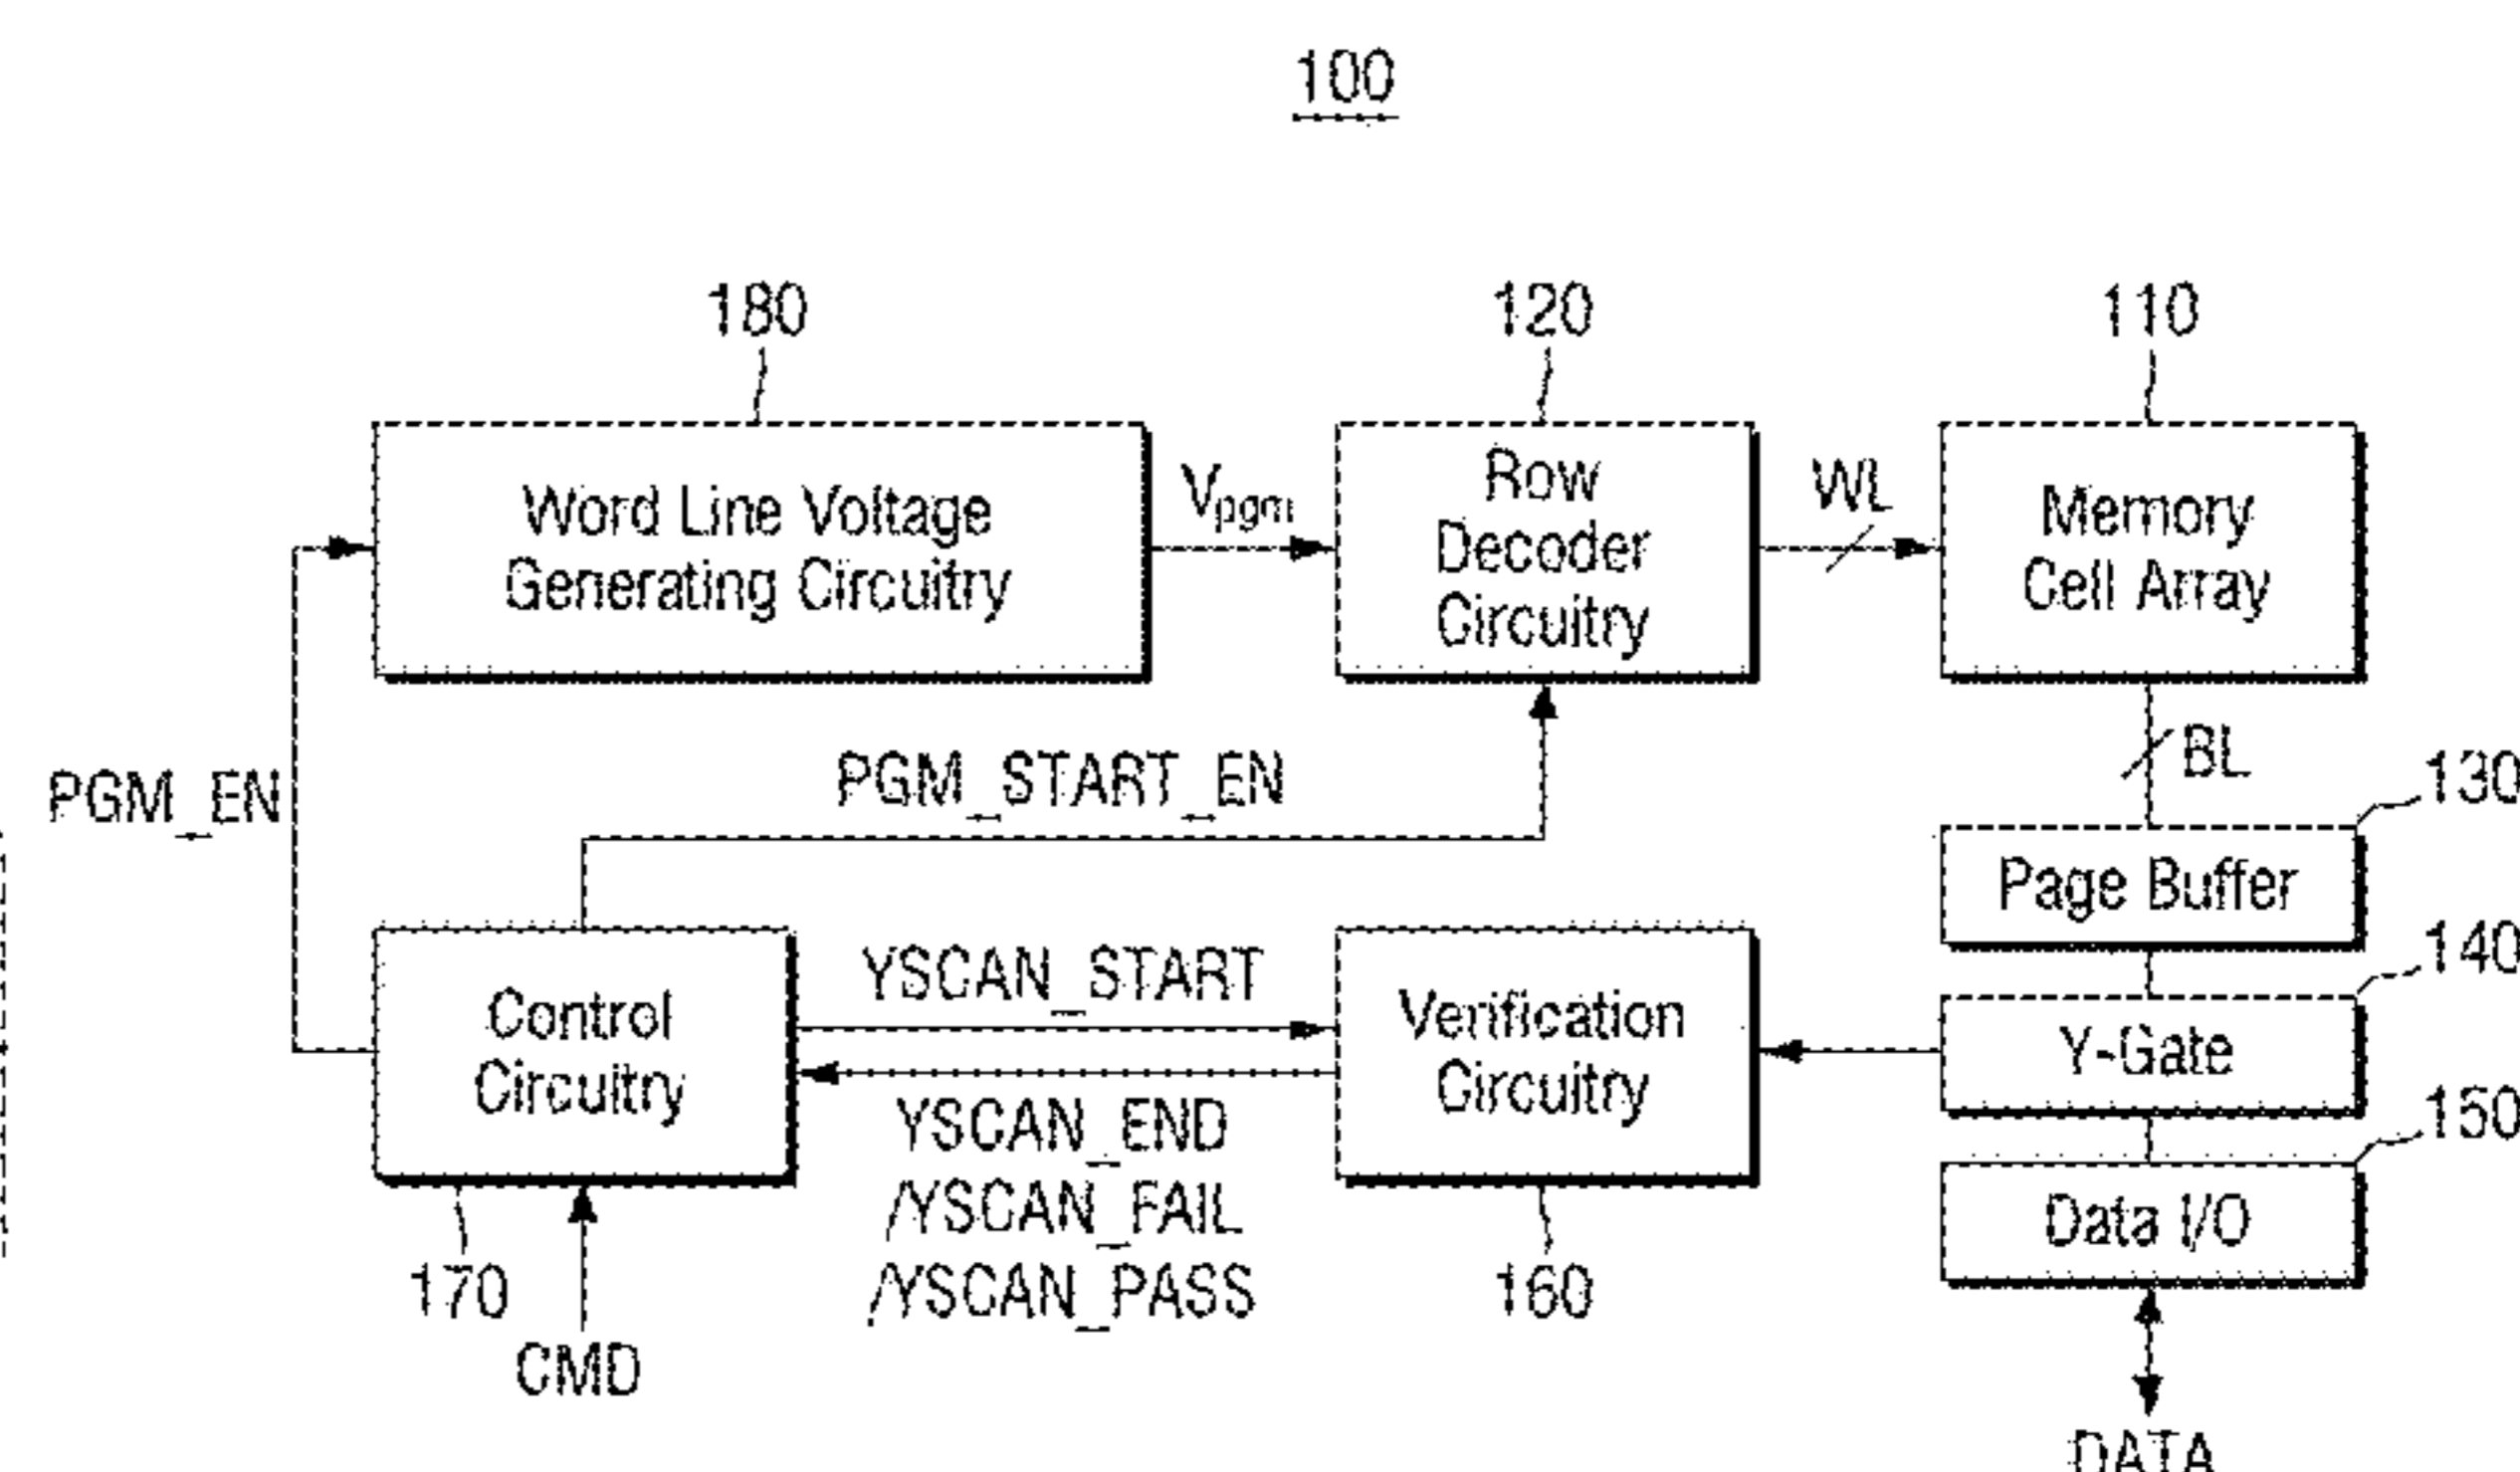 100
180
120
110
Word Line Voltage
Generating Circuitry
Vpgm
Row
Decoder
Circuitry
WL
Memory
Cell Array
PGM_EN
PGM_START_EN
BL
130
Page Buffer
140
Control
Circuitry
YSCAN_START
YSCAN_END
/YSCAN_FAIL
/YSCAN_PASS
Verification
Circuitry
Y-Gate
150
Data I/O
170
160
CMD
DATA